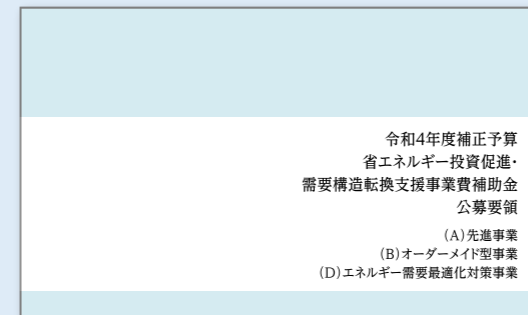 令和4年度補正予算
省エネルギー投資促進・
需要構造転換支援事業費補助金
公募要領
(A)先進事業
(B)オーダーメイド型事業
(D)エネルギー需要最適化対策事業